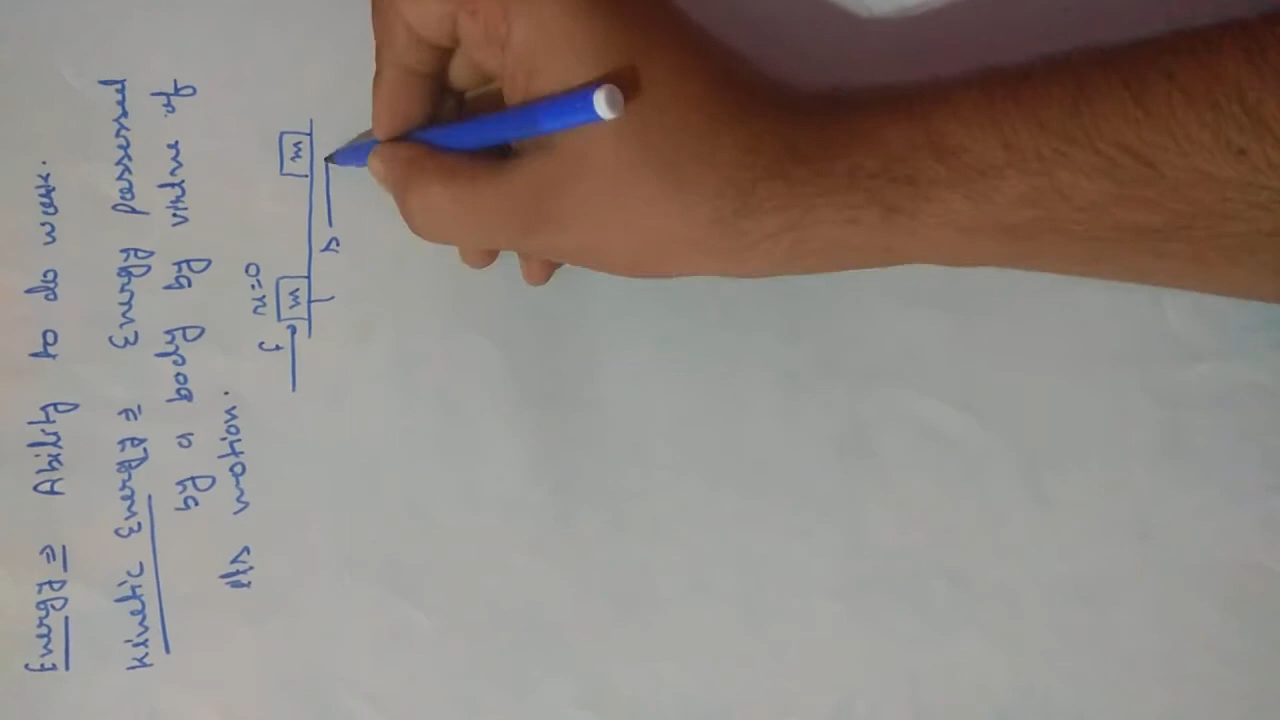 Energy ⇒ Ability to do work.
Kinetic Energy ⇒ Energy possessed
by a body by virtue of
its motion.
f u=0
m m
s